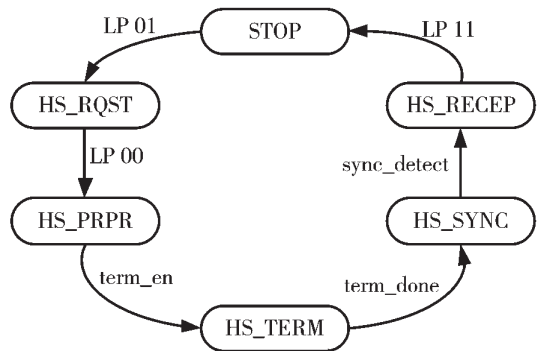 LP 01
STOP
LP 11
HS_RQST
HS_RECEP
LP 00
sync_detect
HS_PRPR
HS_SYNC
term_en
term_done
HS_TERM